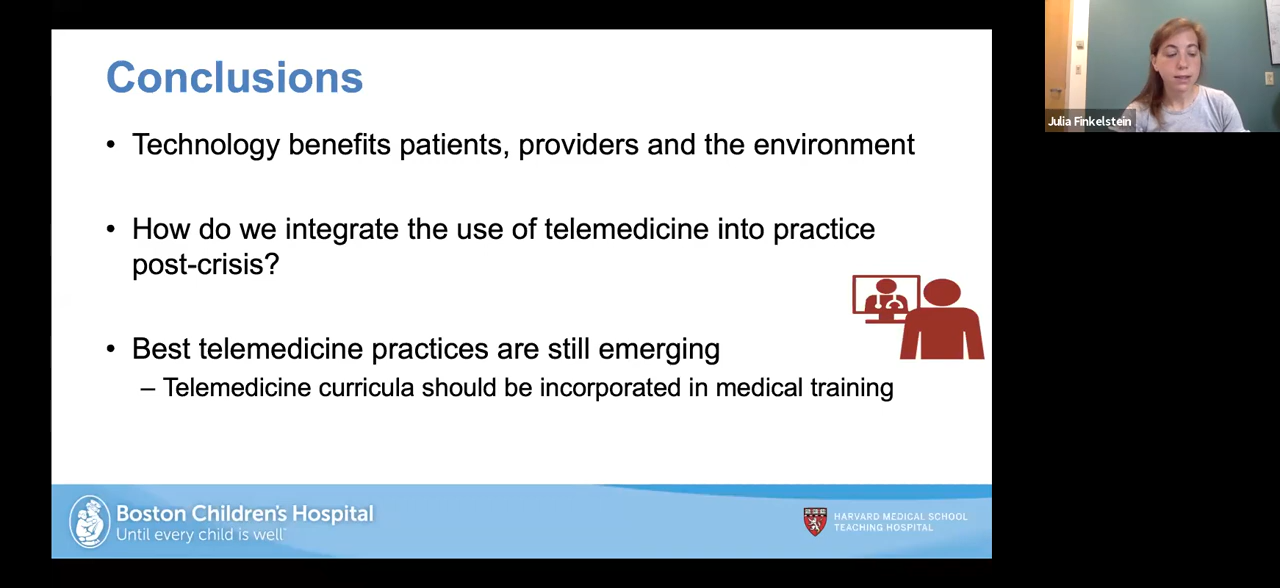 Conclusions
• Technology benefits patients, providers and the environment
• How do we integrate the use of telemedicine into practice
post-crisis?
• Best telemedicine practices are still emerging
– Telemedicine curricula should be incorporated in medical training
Boston Children's Hospital
Until every child is well™
HARVARD MEDICAL SCHOOL
TEACHING HOSPITAL
Julia Finkelstein